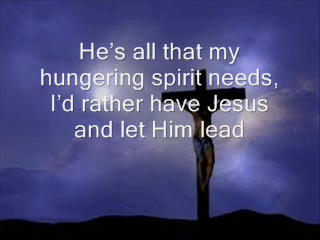 He’s all that my
hungering spirit needs,
I’d rather have Jesus
and let Him lead